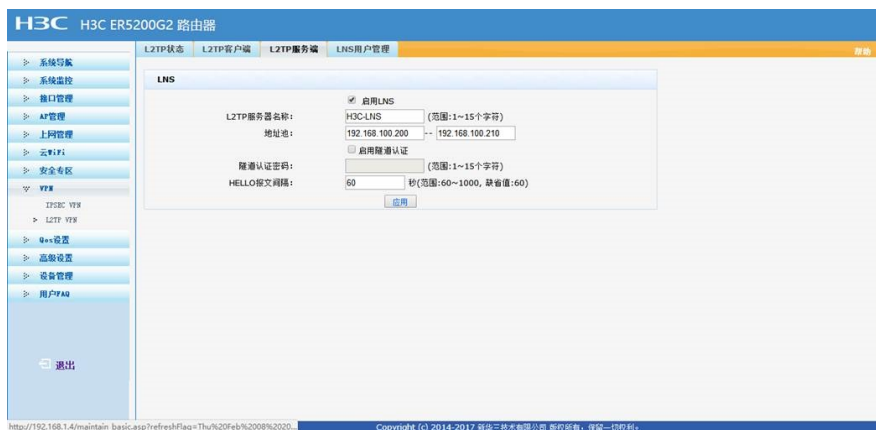 H3C H3C ER5200G2 路由器
L2TP状态 L2TP客户端 L2TP服务端 LNS用户管理 帮助
系统导航
系统监控
接口管理
AP管理
上网管理
云WiFi
安全专区
VPN
IPSEC VPN
L2TP VPN
QoS设置
高级设置
设备管理
用户FAQ
退出
LNS
启用LNS
L2TP服务器名称: H3C-LNS (范围:1~15个字符)
地址池: 192.168.100.200 -- 192.168.100.210
启用隧道认证
隧道认证密码: (范围:1~15个字符)
HELLO报文间隔: 60 秒(范围:60~1000, 缺省值:60)
应用
http://192.168.1.4/maintain_basic.asp?refreshFlag=Thu%20Feb%2008%2020...
Copyright (c) 2014-2017 新华三技术有限公司 版权所有，保留一切权利。